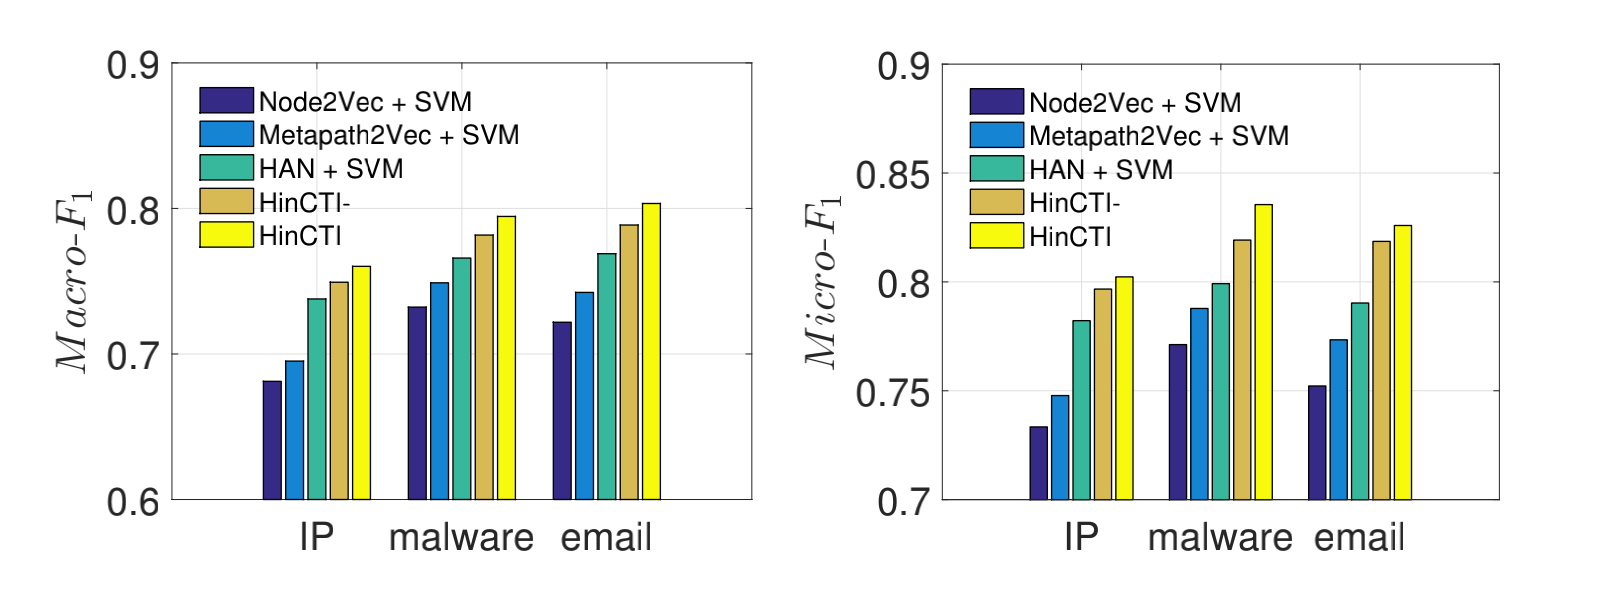 0.9
0.8
0.7
0.6
Macro-F1
Node2Vec + SVM
Metapath2Vec + SVM
HAN + SVM
HinCTI-
HinCTI
IP malware email
0.9
0.85
0.8
0.75
0.7
Micro-F1
Node2Vec + SVM
Metapath2Vec + SVM
HAN + SVM
HinCTI-
HinCTI
IP malware email